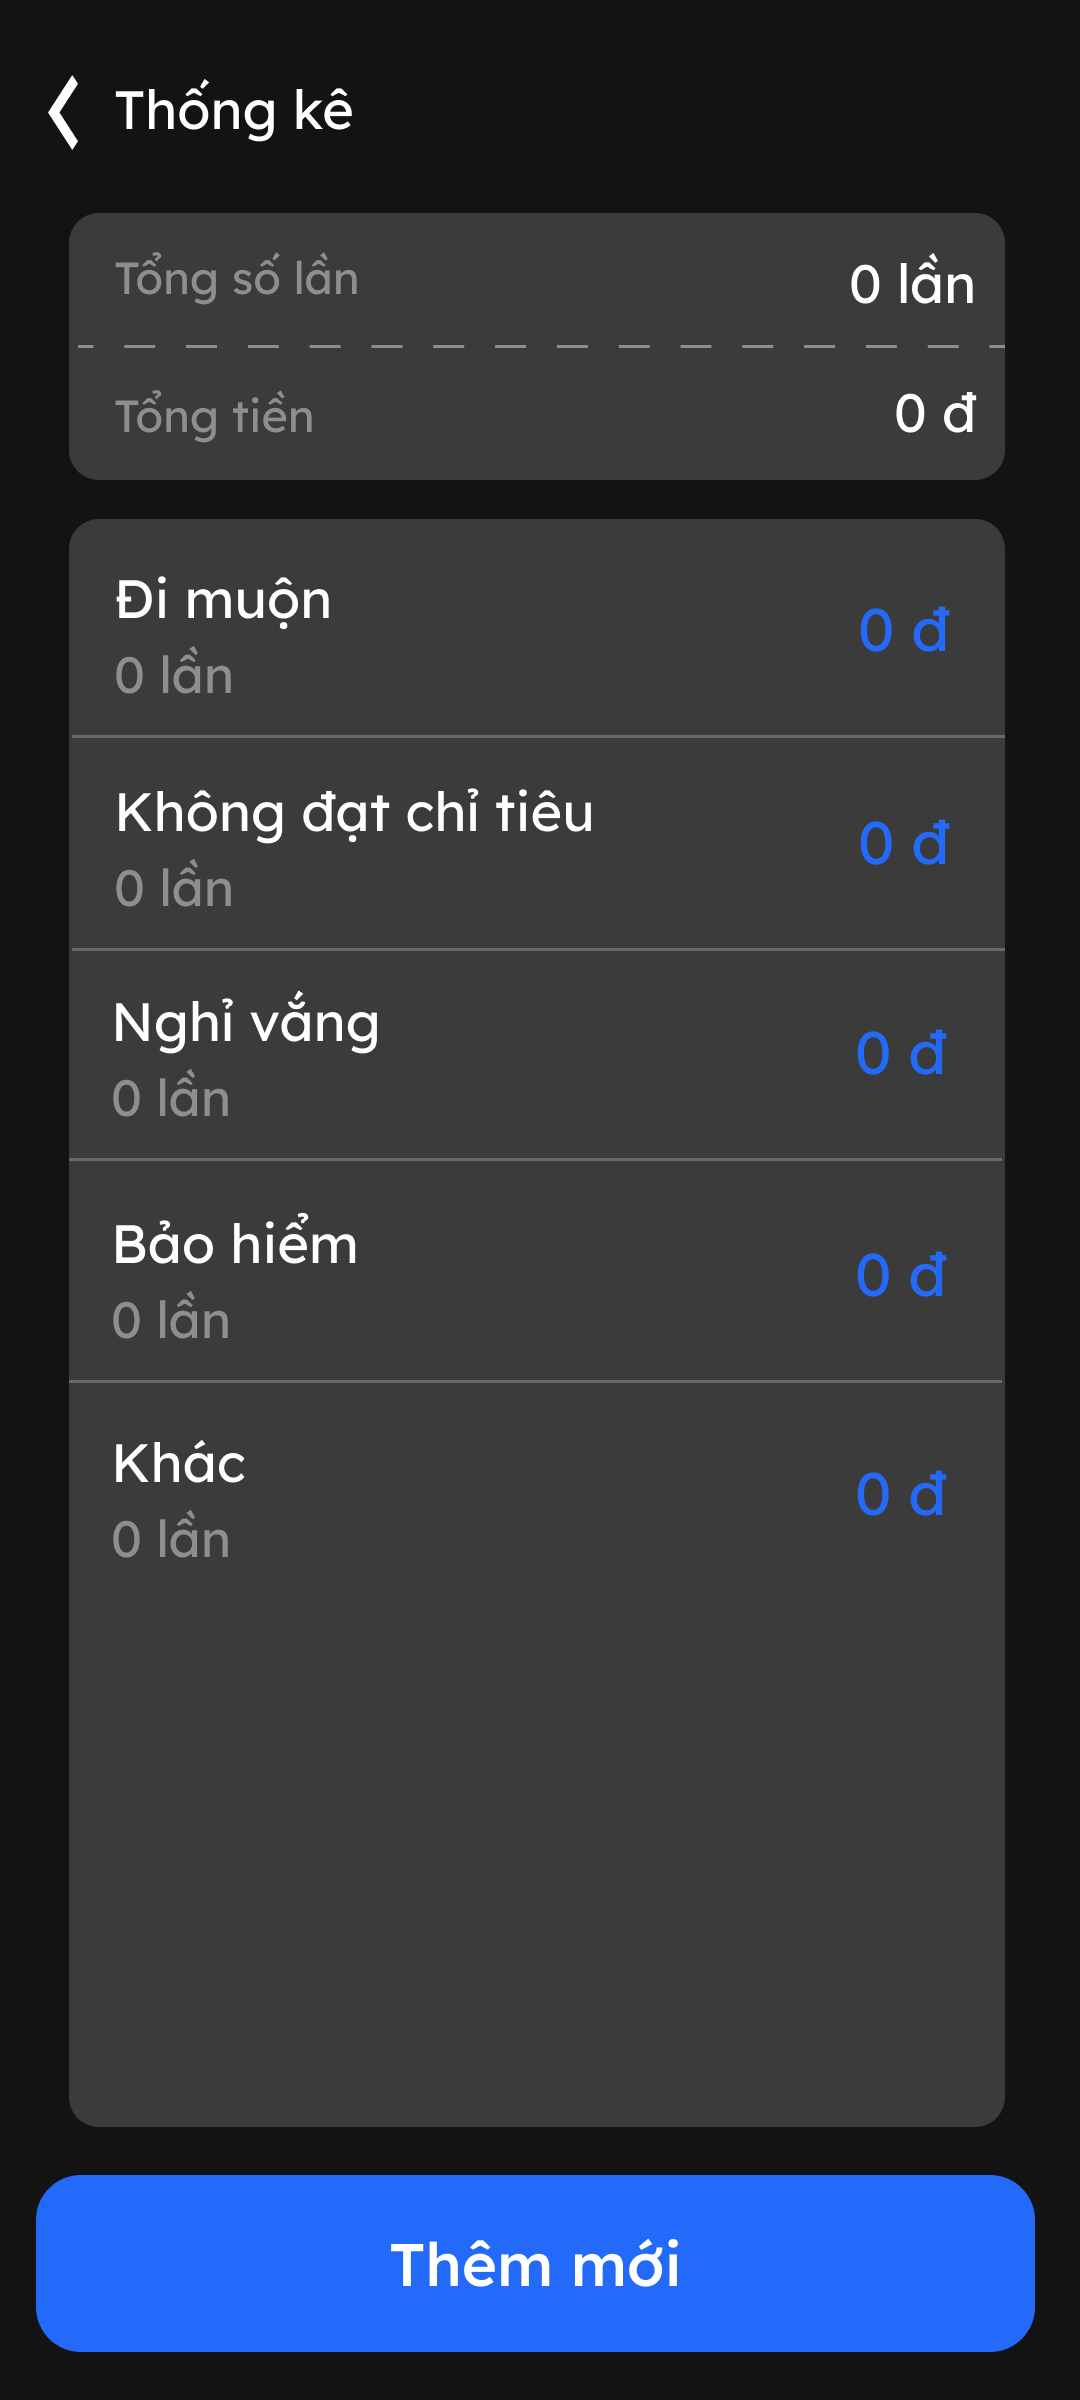 Thống kê
Tổng số lần
0 lần
Tổng tiền
0 đ
Đi muộn
0 lần
0 đ
Không đạt chỉ tiêu
0 lần
0 đ
Nghỉ vắng
0 lần
0 đ
Bảo hiểm
0 lần
0 đ
Khác
0 lần
0 đ
Thêm mới